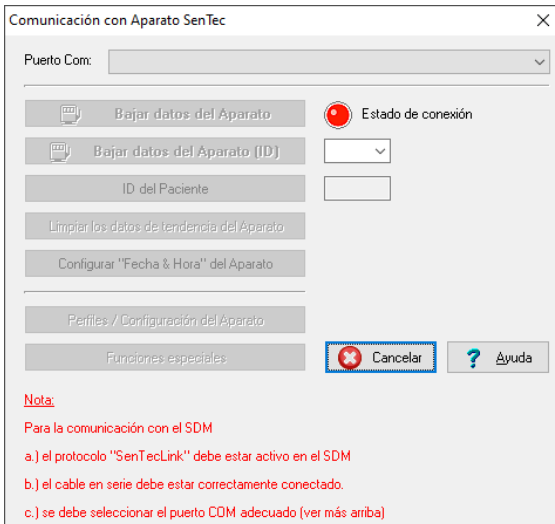 Comunicación con Aparato SenTec
Puerto Com:
Bajar datos del Aparato
Estado de conexión
Bajar datos del Aparato (ID)
ID del Paciente
Limpiar los datos de tendencia del Aparato
Configurar "Fecha & Hora" del Aparato
Perfiles / Configuración del Aparato
Funciones especiales
Cancelar
? Ayuda
Nota:
Para la comunicación con el SDM
a.) el protocolo "SenTecLink" debe estar activo en el SDM
b.) el cable en serie debe estar correctamente conectado.
c.) se debe seleccionar el puerto COM adecuado (ver más arriba)